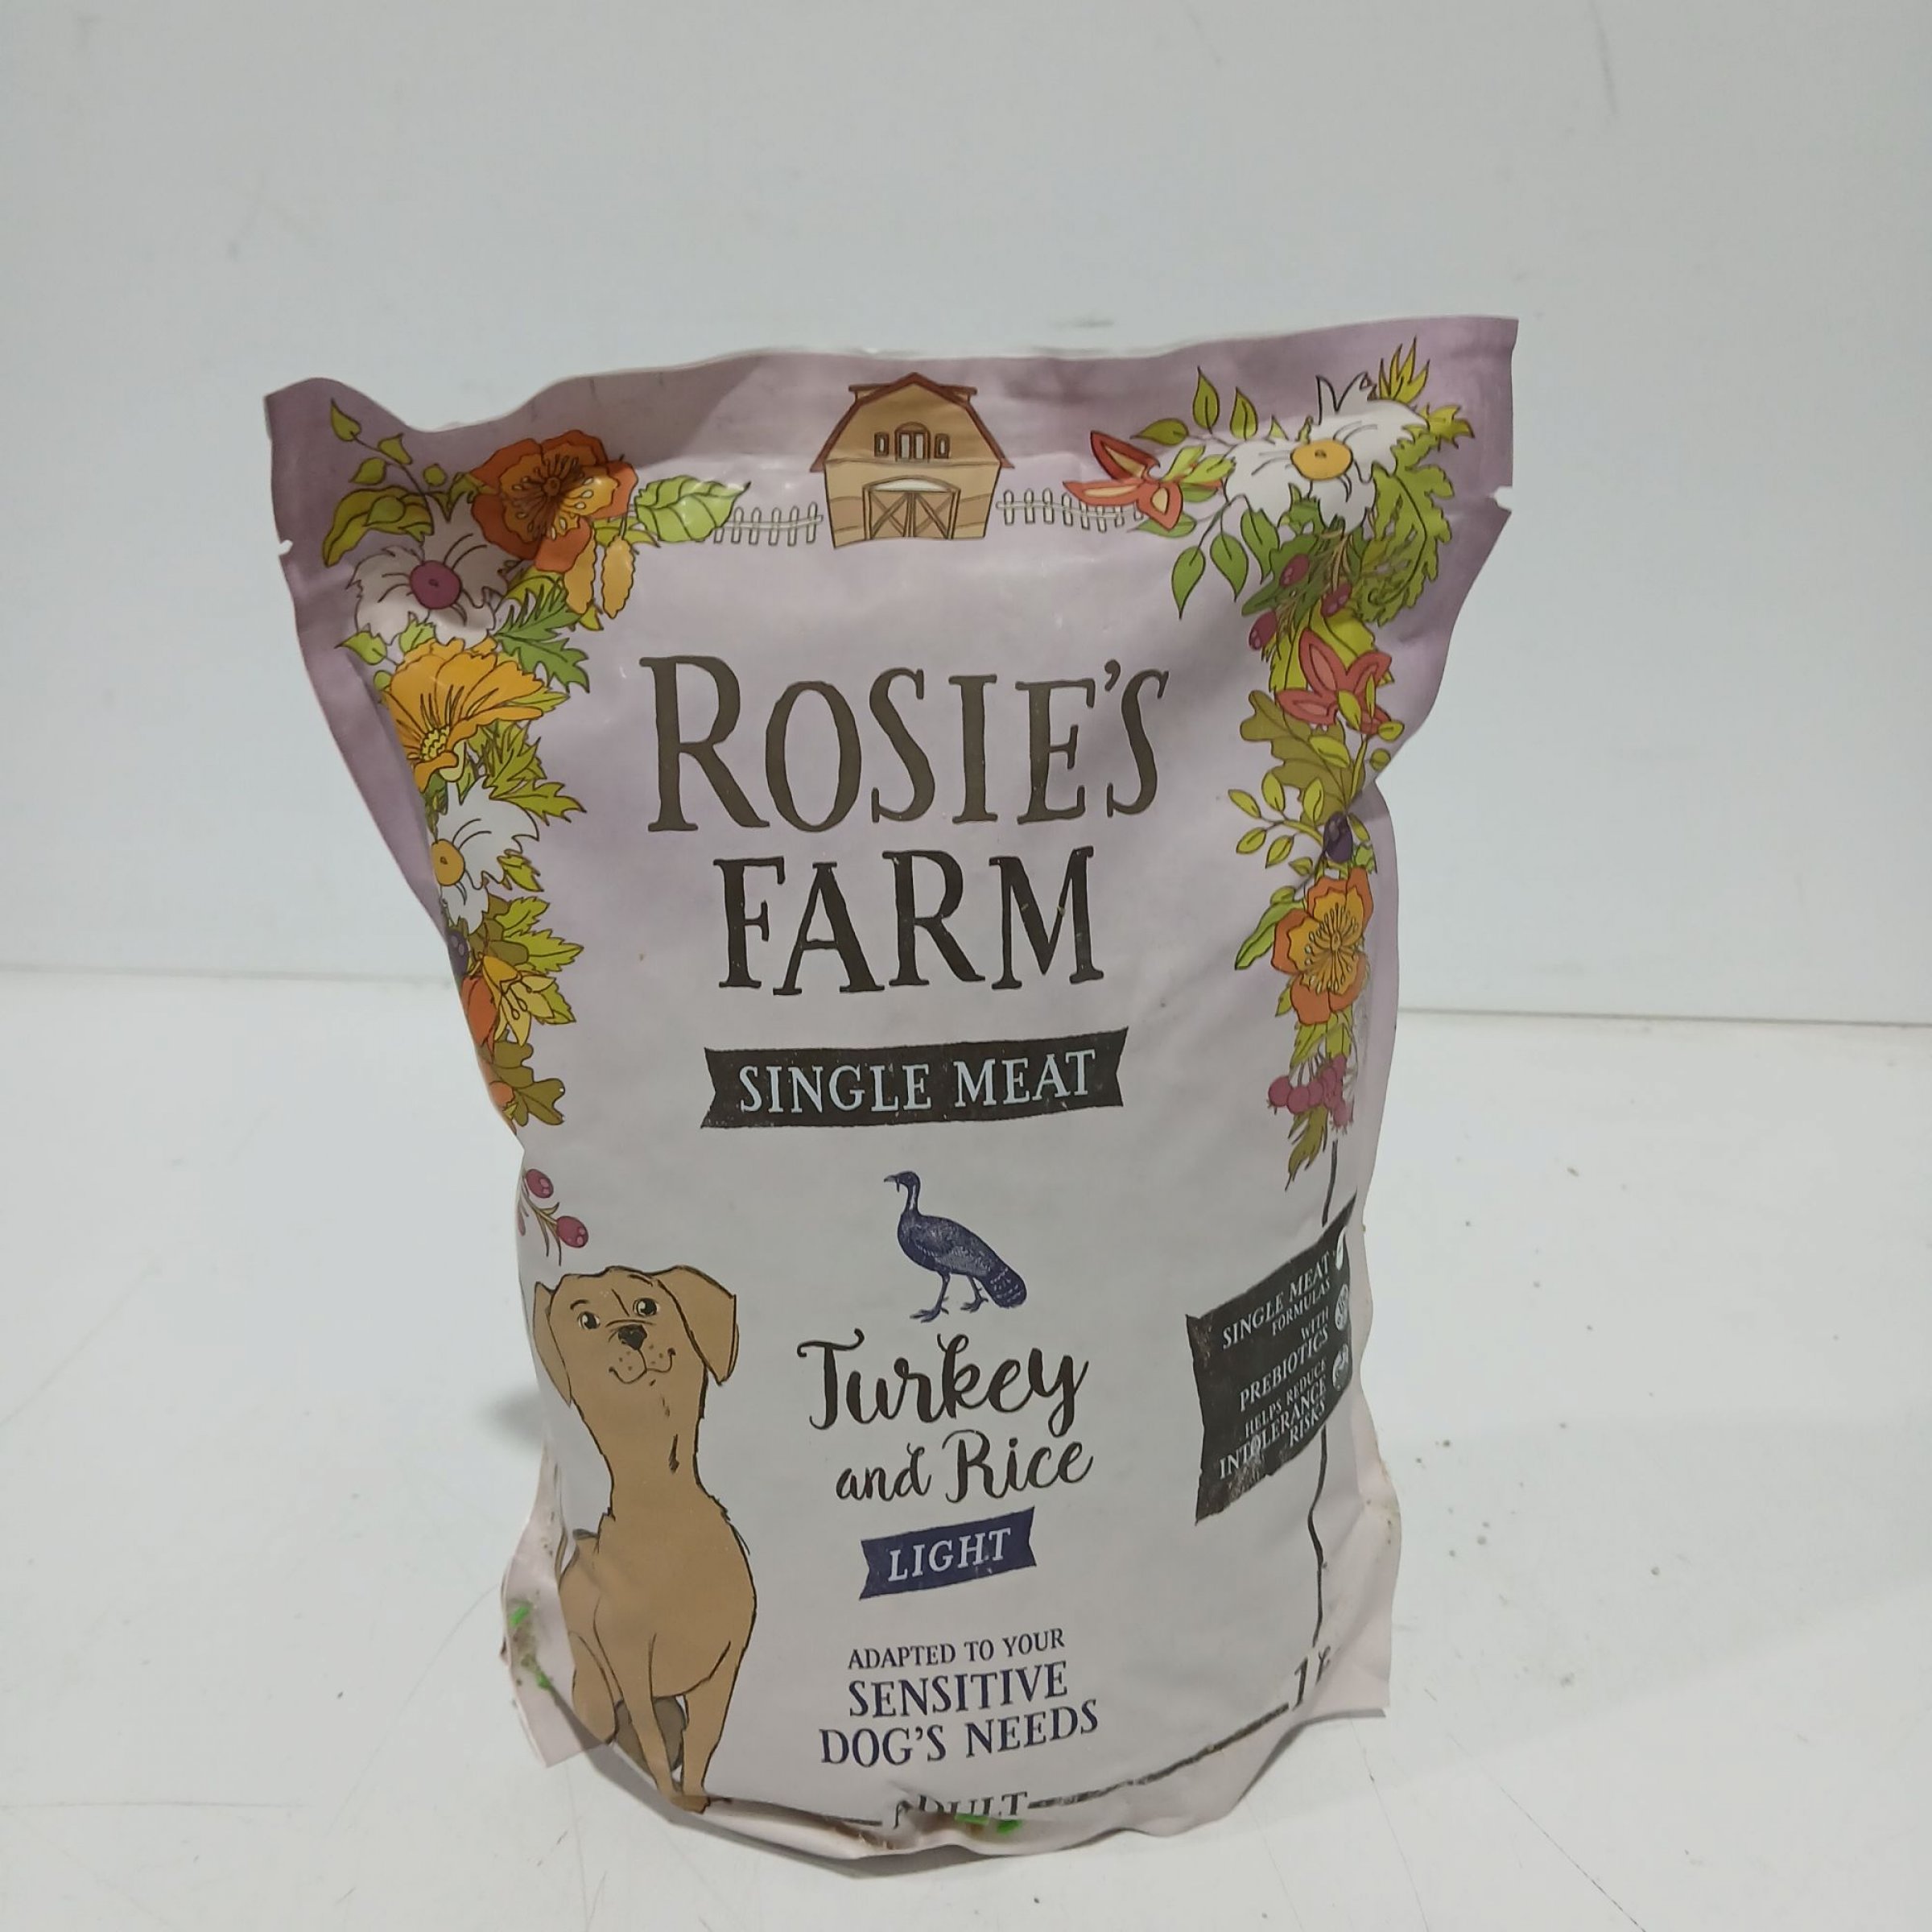 ROSIE'S
FARM
SINGLE MEAT
Turkey
and Rice
LIGHT
SINGLE MEAT
FORMULAS
WITH
PREBIOTICS
HELPS REDUCE
INTOLERANCE
RISKS
ADAPTED TO YOUR
SENSITIVE
DOG'S NEEDS
ADULT